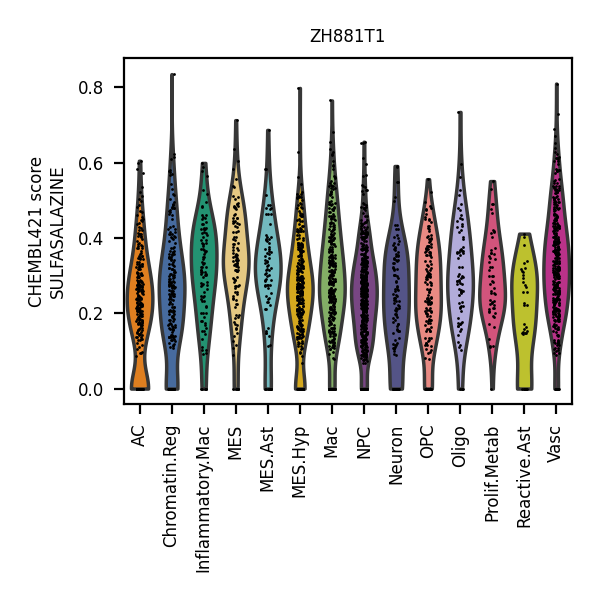 ZH881T1
CHEMBL421 score
SULFASALAZINE
0.8
0.6
0.4
0.2
0.0
AC
Chromatin.Reg
Inflammatory.Mac
MES
MES.Ast
MES.Hyp
Mac
NPC
Neuron
OPC
Oligo
Prolif.Metab
Reactive.Ast
Vasc